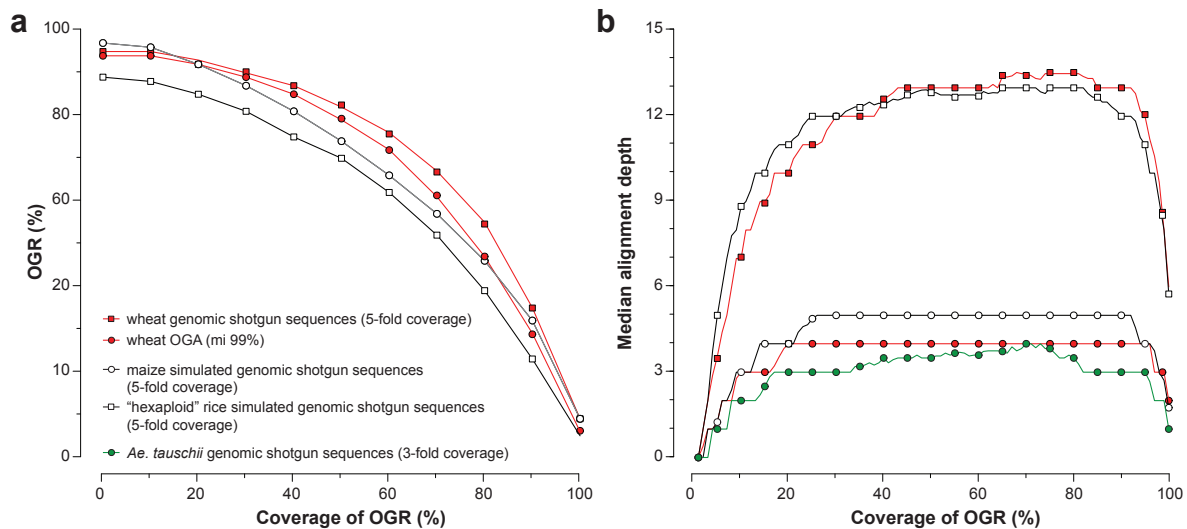 a
100
80
60
20
10
0
OGR (%)
0
20
40
60
80
100
Coverage of OGR (%)
wheat genomic shotgun sequences (5-fold coverage)
wheat OGA (mi 99%)
maize simulated genomic shotgun sequences
(5-fold coverage)
“hexaploid” rice simulated genomic shotgun sequences
(5-fold coverage)
Ae. tauschii genomic shotgun sequences (3-fold coverage)
b
15
12
9
6
3
0
Median alignment depth
0
20
40
60
80
100
Coverage of OGR (%)